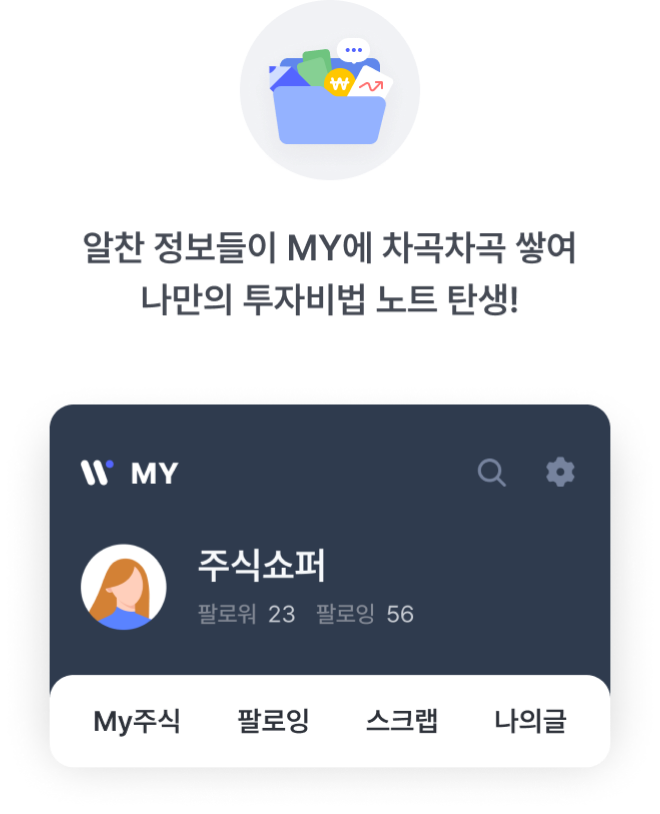 알찬 정보들이 MY에 차곡차곡 쌓여
나만의 투자비법 노트 탄생!
MY
주식쇼퍼
팔로워 23 팔로잉 56
My주식 팔로잉 스크랩 나의글